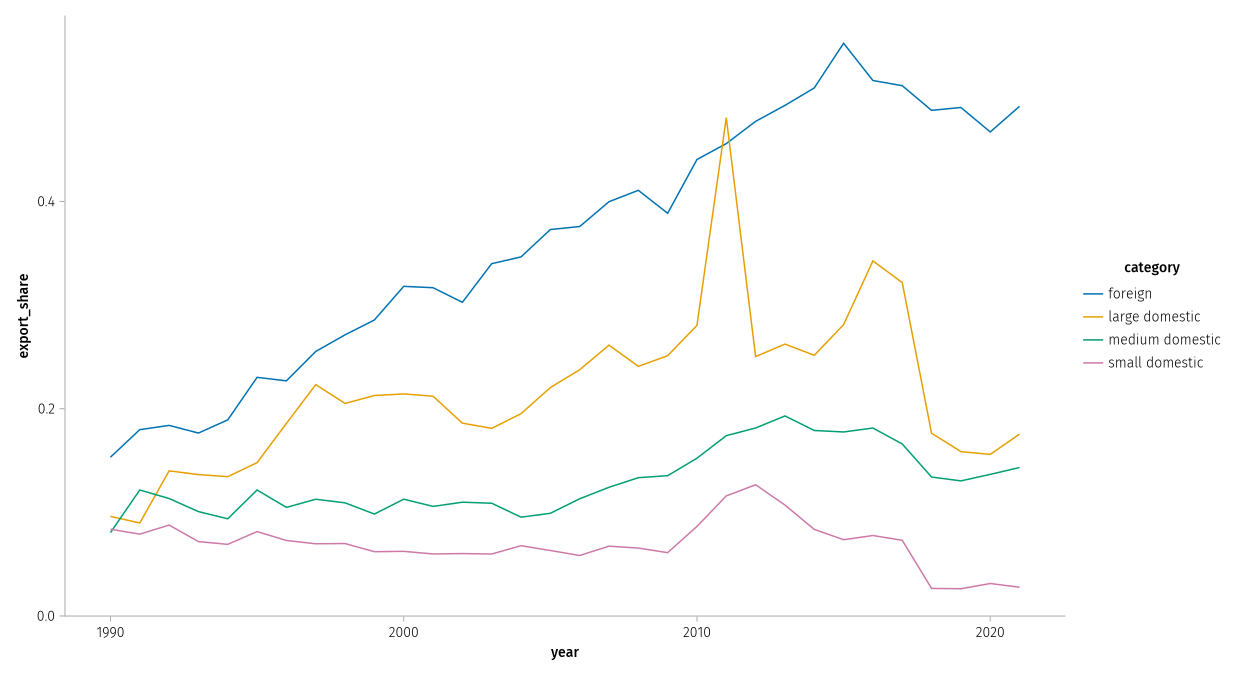 export_share
0.4
0.2
0.0
1990
2000
2010
2020
year
category
foreign
large domestic
medium domestic
small domestic